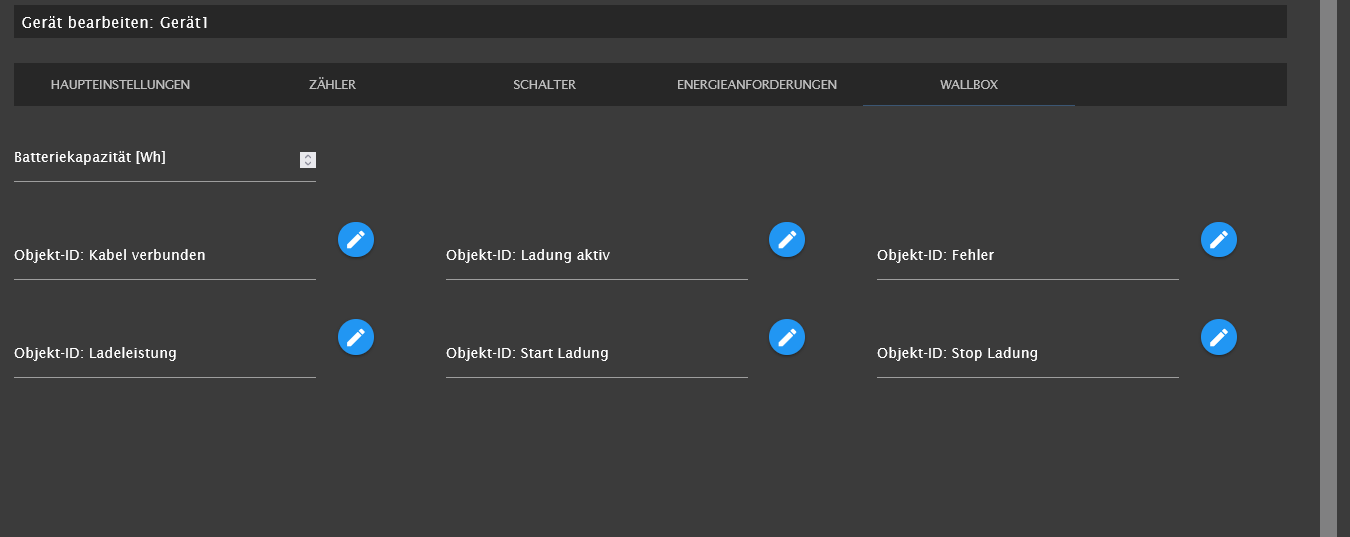 Gerät bearbeiten: Gerät1
HAUPTEINSTELLUNGEN ZÄHLER SCHALTER ENERGIEANFORDERUNGEN WALLBOX
Batteriekapazität [Wh]
Objekt-ID: Kabel verbunden Objekt-ID: Ladung aktiv Objekt-ID: Fehler
Objekt-ID: Ladeleistung Objekt-ID: Start Ladung Objekt-ID: Stop Ladung